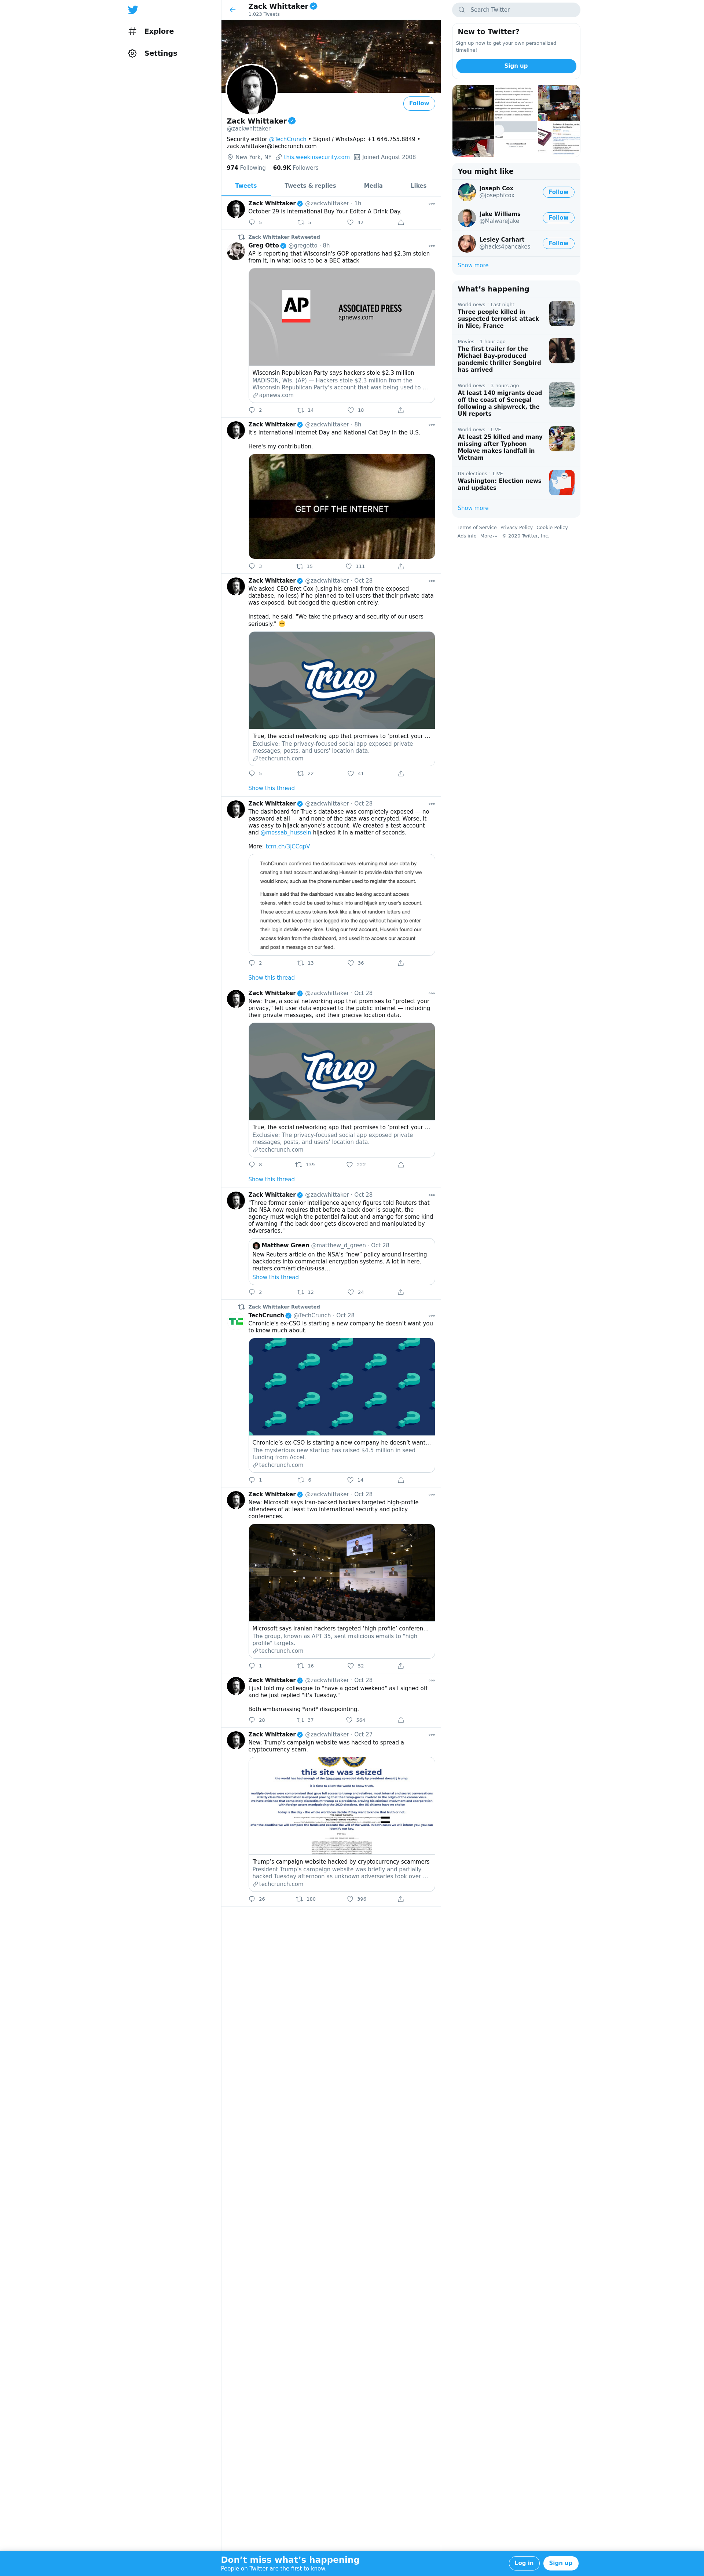 Explore
Settings
Zack Whittaker
1,023 Tweets
Follow
Zack Whittaker
@zackwhittaker
Security editor @TechCrunch • Signal / WhatsApp: +1 646.755.8849 •
zack.whittaker@techcrunch.com
New York, NY this.weekinsecurity.com Joined August 2008
974 Following 60.9K Followers
Tweets Tweets & replies Media Likes
Zack Whittaker @zackwhittaker · 1h
October 29 is International Buy Your Editor A Drink Day.
5 5 42
Zack Whittaker Retweeted
Greg Otto @gregotto · 8h
AP is reporting that Wisconsin's GOP operations had $2.3m stolen
from it, in what looks to be a BEC attack
AP ASSOCIATED PRESS
apnews.com
Wisconsin Republican Party says hackers stole $2.3 million
MADISON, Wis. (AP) — Hackers stole $2.3 million from the
Wisconsin Republican Party's account that was being used to ...
apnews.com
2 14 18
Zack Whittaker @zackwhittaker · 8h
It's International Internet Day and National Cat Day in the U.S.
Here's my contribution.
GET OFF THE INTERNET
3 15 111
Zack Whittaker @zackwhittaker · Oct 28
We asked CEO Bret Cox (using his email from the exposed
database, no less) if he planned to tell users that their private data
was exposed, but dodged the question entirely.
Instead, he said: "We take the privacy and security of our users
seriously."
True
True, the social networking app that promises to 'protect your ...
Exclusive: The privacy-focused social app exposed private
messages, posts, and users' location data.
techcrunch.com
5 22 41
Show this thread
Zack Whittaker @zackwhittaker · Oct 28
The dashboard for True's database was completely exposed — no
password at all — and none of the data was encrypted. Worse, it
was easy to hijack anyone's account. We created a test account
and @mossab_hussein hijacked it in a matter of seconds.
More: tcrn.ch/3jCCqpV
TechCrunch confirmed the dashboard was returning real user data by
creating a test account and asking Hussein to provide data that only we
would know, such as the phone number used to register the account.
Hussein said that the dashboard was also leaking account access
tokens, which could be used to hack into and hijack any user's account.
These account access tokens look like a line of random letters and
numbers, but keep the user logged into the app without having to enter
their login details every time. Using our test account, Hussein found our
access token from the dashboard, and used it to access our account
and post a message on our feed.
2 13 36
Show this thread
Zack Whittaker @zackwhittaker · Oct 28
New: True, a social networking app that promises to "protect your
privacy," left user data exposed to the public internet — including
their private messages, and their precise location data.
True
True, the social networking app that promises to 'protect your ...
Exclusive: The privacy-focused social app exposed private
messages, posts, and users' location data.
techcrunch.com
8 139 222
Show this thread
Zack Whittaker @zackwhittaker · Oct 28
"Three former senior intelligence agency figures told Reuters that
the NSA now requires that before a back door is sought, the
agency must weigh the potential fallout and arrange for some kind
of warning if the back door gets discovered and manipulated by
adversaries."
Matthew Green @matthew_d_green · Oct 28
New Reuters article on the NSA's "new" policy around inserting
backdoors into commercial encryption systems. A lot in here.
reuters.com/article/us-usa...
Show this thread
2 12 24
Zack Whittaker Retweeted
TechCrunch @TechCrunch · Oct 28
Chronicle's ex-CSO is starting a new company he doesn't want you
to know much about.
Chronicle's ex-CSO is starting a new company he doesn't want...
The mysterious new startup has raised $4.5 million in seed
funding from Accel.
techcrunch.com
1 6 14
Zack Whittaker @zackwhittaker · Oct 28
New: Microsoft says Iran-backed hackers targeted high-profile
attendees of at least two international security and policy
conferences.
Microsoft says Iranian hackers targeted 'high profile' conferen...
The group, known as APT 35, sent malicious emails to "high
profile" targets.
techcrunch.com
1 16 52
Zack Whittaker @zackwhittaker · Oct 28
I just told my colleague to "have a good weekend" as I signed off
and he just replied "it's Tuesday."
Both embarrassing *and* disappointing.
28 37 564
Zack Whittaker @zackwhittaker · Oct 27
New: Trump's campaign website was hacked to spread a
cryptocurrency scam.
this site was seized
the world has had enough of the fake-news spreaded daily by president donald j trump.
it is time to allow the world to know truth.
Trump's campaign website hacked by cryptocurrency scammers
President Trump's campaign website was briefly and partially
hacked Tuesday afternoon as unknown adversaries took over ...
techcrunch.com
26 180 396
Search Twitter
New to Twitter?
Sign up now to get your own personalized
timeline!
Sign up
You might like
Joseph Cox
@josephfcox
Follow
Jake Williams
@MalwareJake
Follow
Lesley Carhart
@hacks4pancakes
Follow
Show more
What's happening
World news · Last night
Three people killed in
suspected terrorist attack
in Nice, France
Movies · 1 hour ago
The first trailer for the
Michael Bay-produced
pandemic thriller Songbird
has arrived
World news · 3 hours ago
At least 140 migrants dead
off the coast of Senegal
following a shipwreck, the
UN reports
World news · LIVE
At least 25 killed and many
missing after Typhoon
Molave makes landfall in
Vietnam
US elections · LIVE
Washington: Election news
and updates
Show more
Terms of Service Privacy Policy Cookie Policy
Ads info More © 2020 Twitter, Inc.
Don't miss what's happening
People on Twitter are the first to know.
Log in Sign up